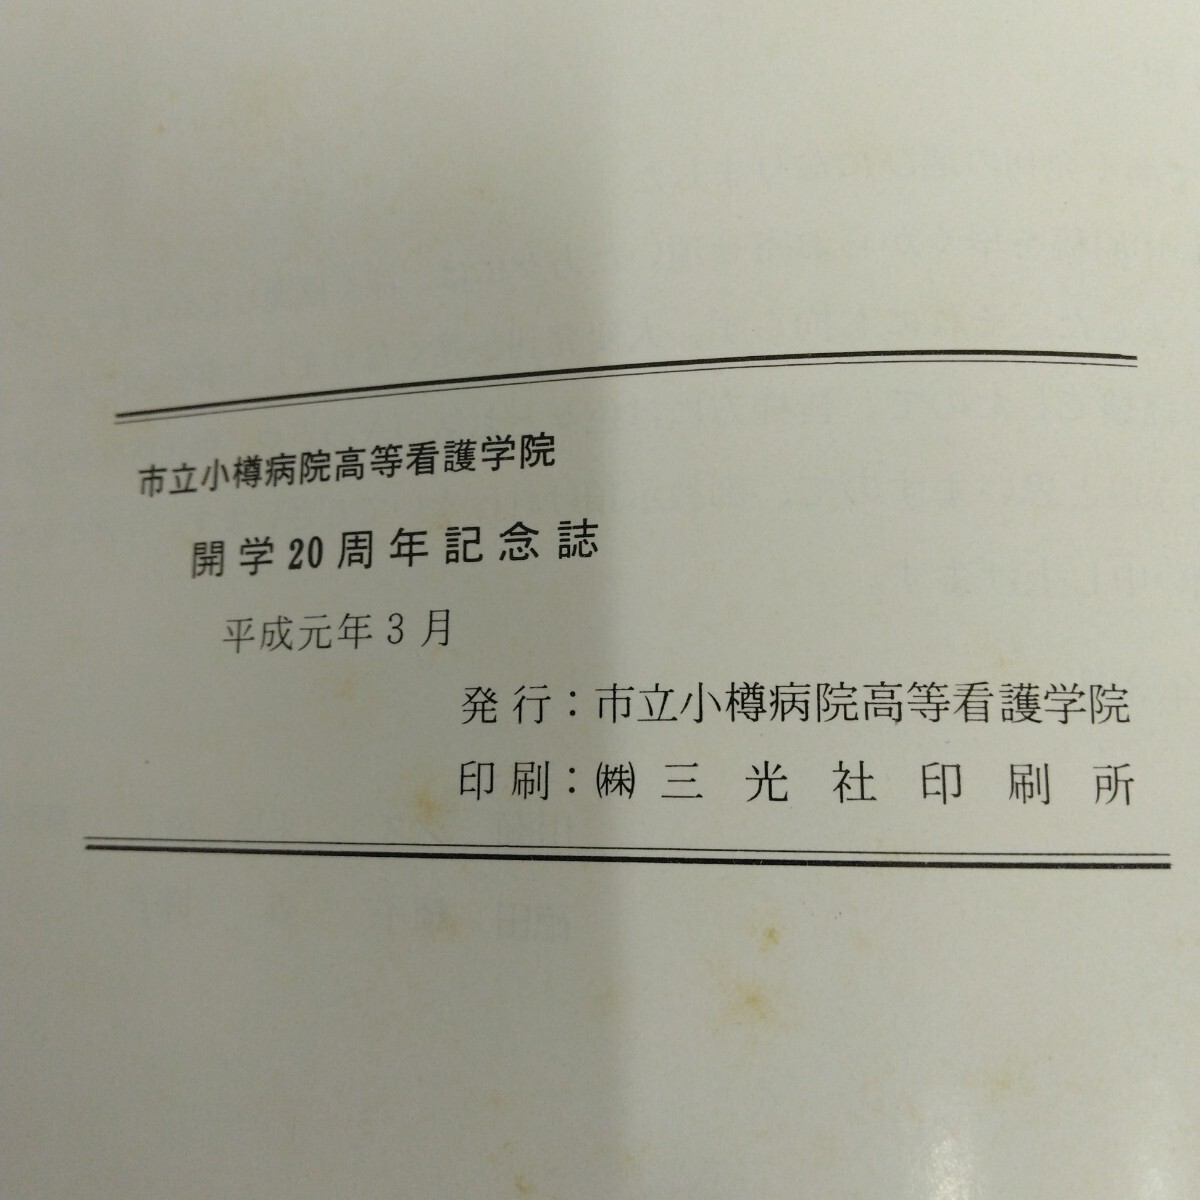 市立小樽病院高等看護学院
開学20周年記念誌
平成元年3月
発行:市立小樽病院高等看護学院
印刷:㈱三光社印刷所